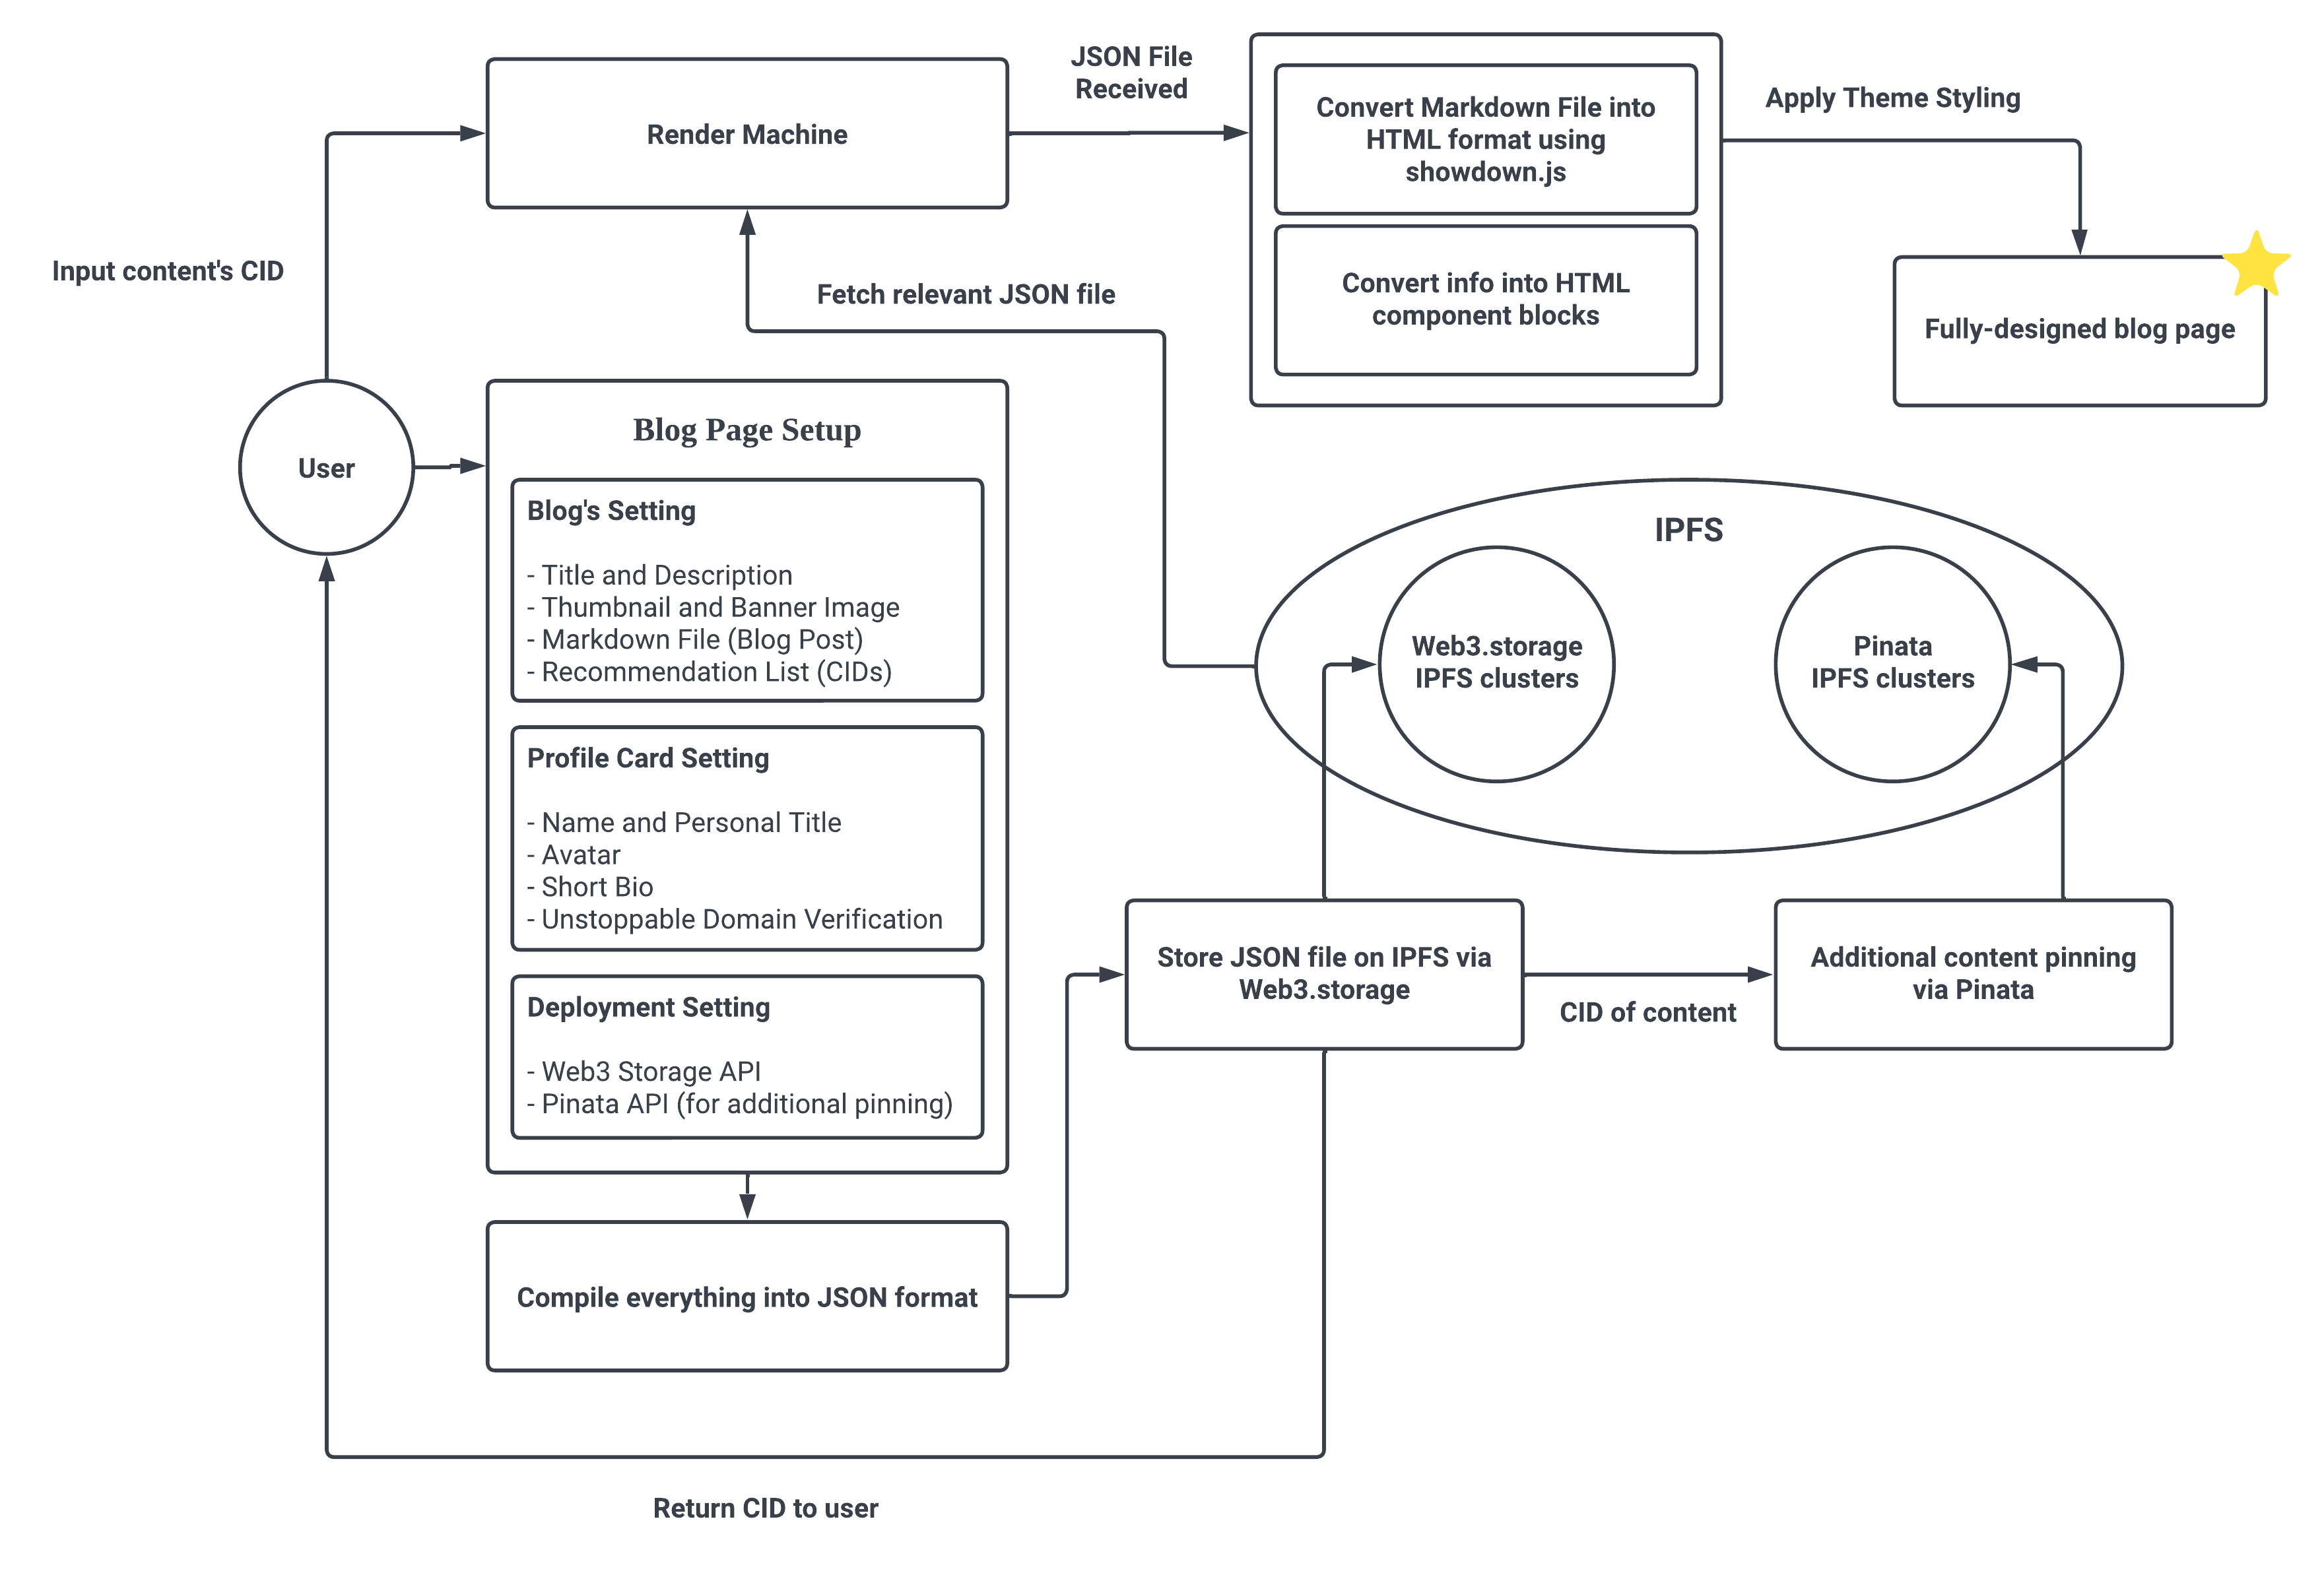 JSON File
Received
Render Machine
Convert Markdown File into
HTML format using
showdown.js
Apply Theme Styling
Input content's CID
Fetch relevant JSON file
Convert info into HTML
component blocks
Fully-designed blog page
User
Blog Page Setup
Blog's Setting
- Title and Description
- Thumbnail and Banner Image
- Markdown File (Blog Post)
- Recommendation List (CIDs)
Profile Card Setting
- Name and Personal Title
- Avatar
- Short Bio
- Unstoppable Domain Verification
Deployment Setting
- Web3 Storage API
- Pinata API (for additional pinning)
IPFS
Web3.storage
IPFS clusters
Pinata
IPFS clusters
Store JSON file on IPFS via
Web3.storage
CID of content
Additional content pinning
via Pinata
Compile everything into JSON format
Return CID to user